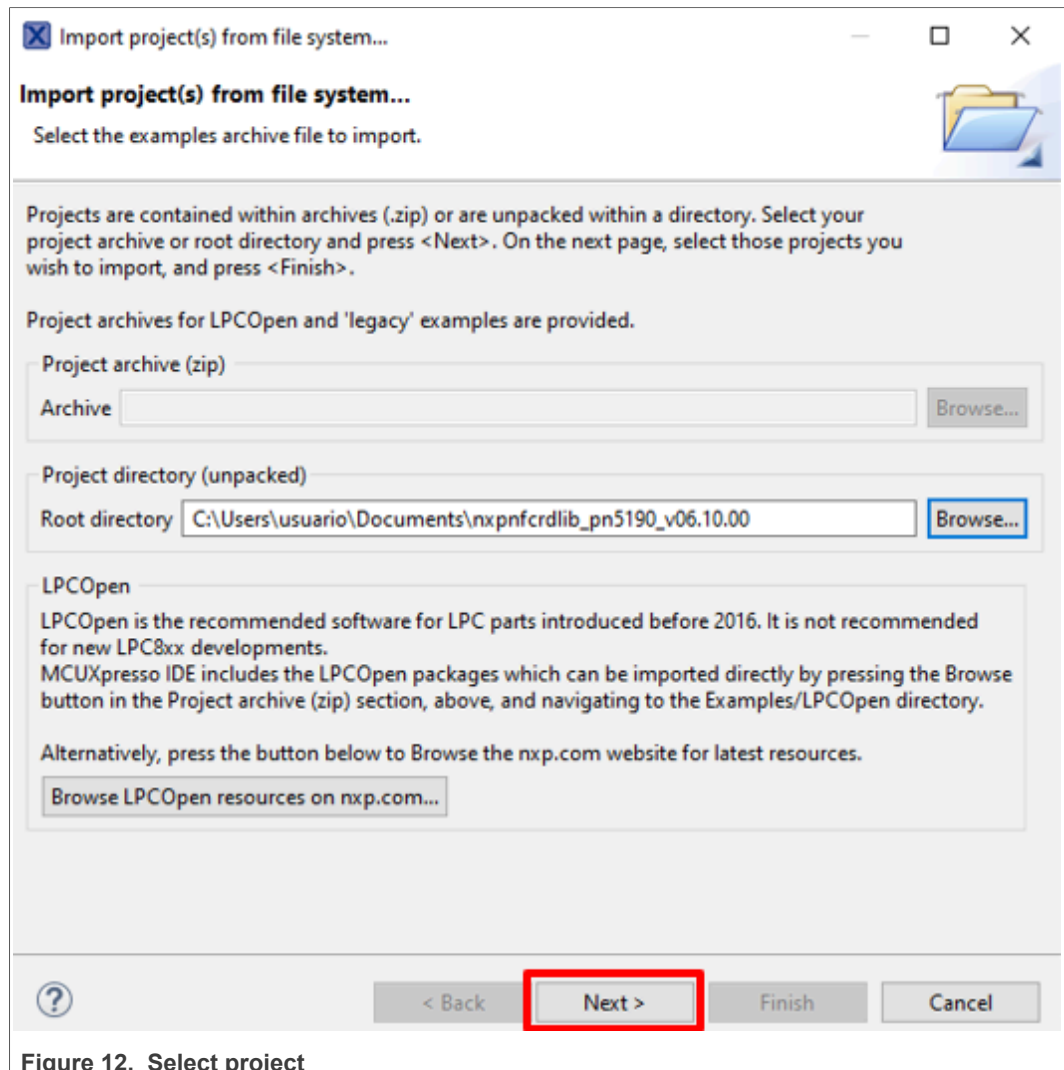 Import project(s) from file system...
Import project(s) from file system...
Select the examples archive file to import.
Projects are contained within archives (.zip) or are unpacked within a directory. Select your
project archive or root directory and press <Next>. On the next page, select those projects you
wish to import, and press <Finish>.
Project archives for LPCOpen and 'legacy' examples are provided.
Project archive (zip)
Archive Browse...
Project directory (unpacked)
Root directory C:\Users\usuario\Documents\nxpnfcrdlib_pn5190_v06.10.00 Browse...
LPCOpen
LPCOpen is the recommended software for LPC parts introduced before 2016. It is not recommended
for new LPC8xx developments.
MCUXpresso IDE includes the LPCOpen packages which can be imported directly by pressing the Browse
button in the Project archive (zip) section, above, and navigating to the Examples/LPCOpen directory.
Alternatively, press the button below to Browse the nxp.com website for latest resources.
Browse LPCOpen resources on nxp.com...
? < Back Next > Finish Cancel
Figure 12. Select project